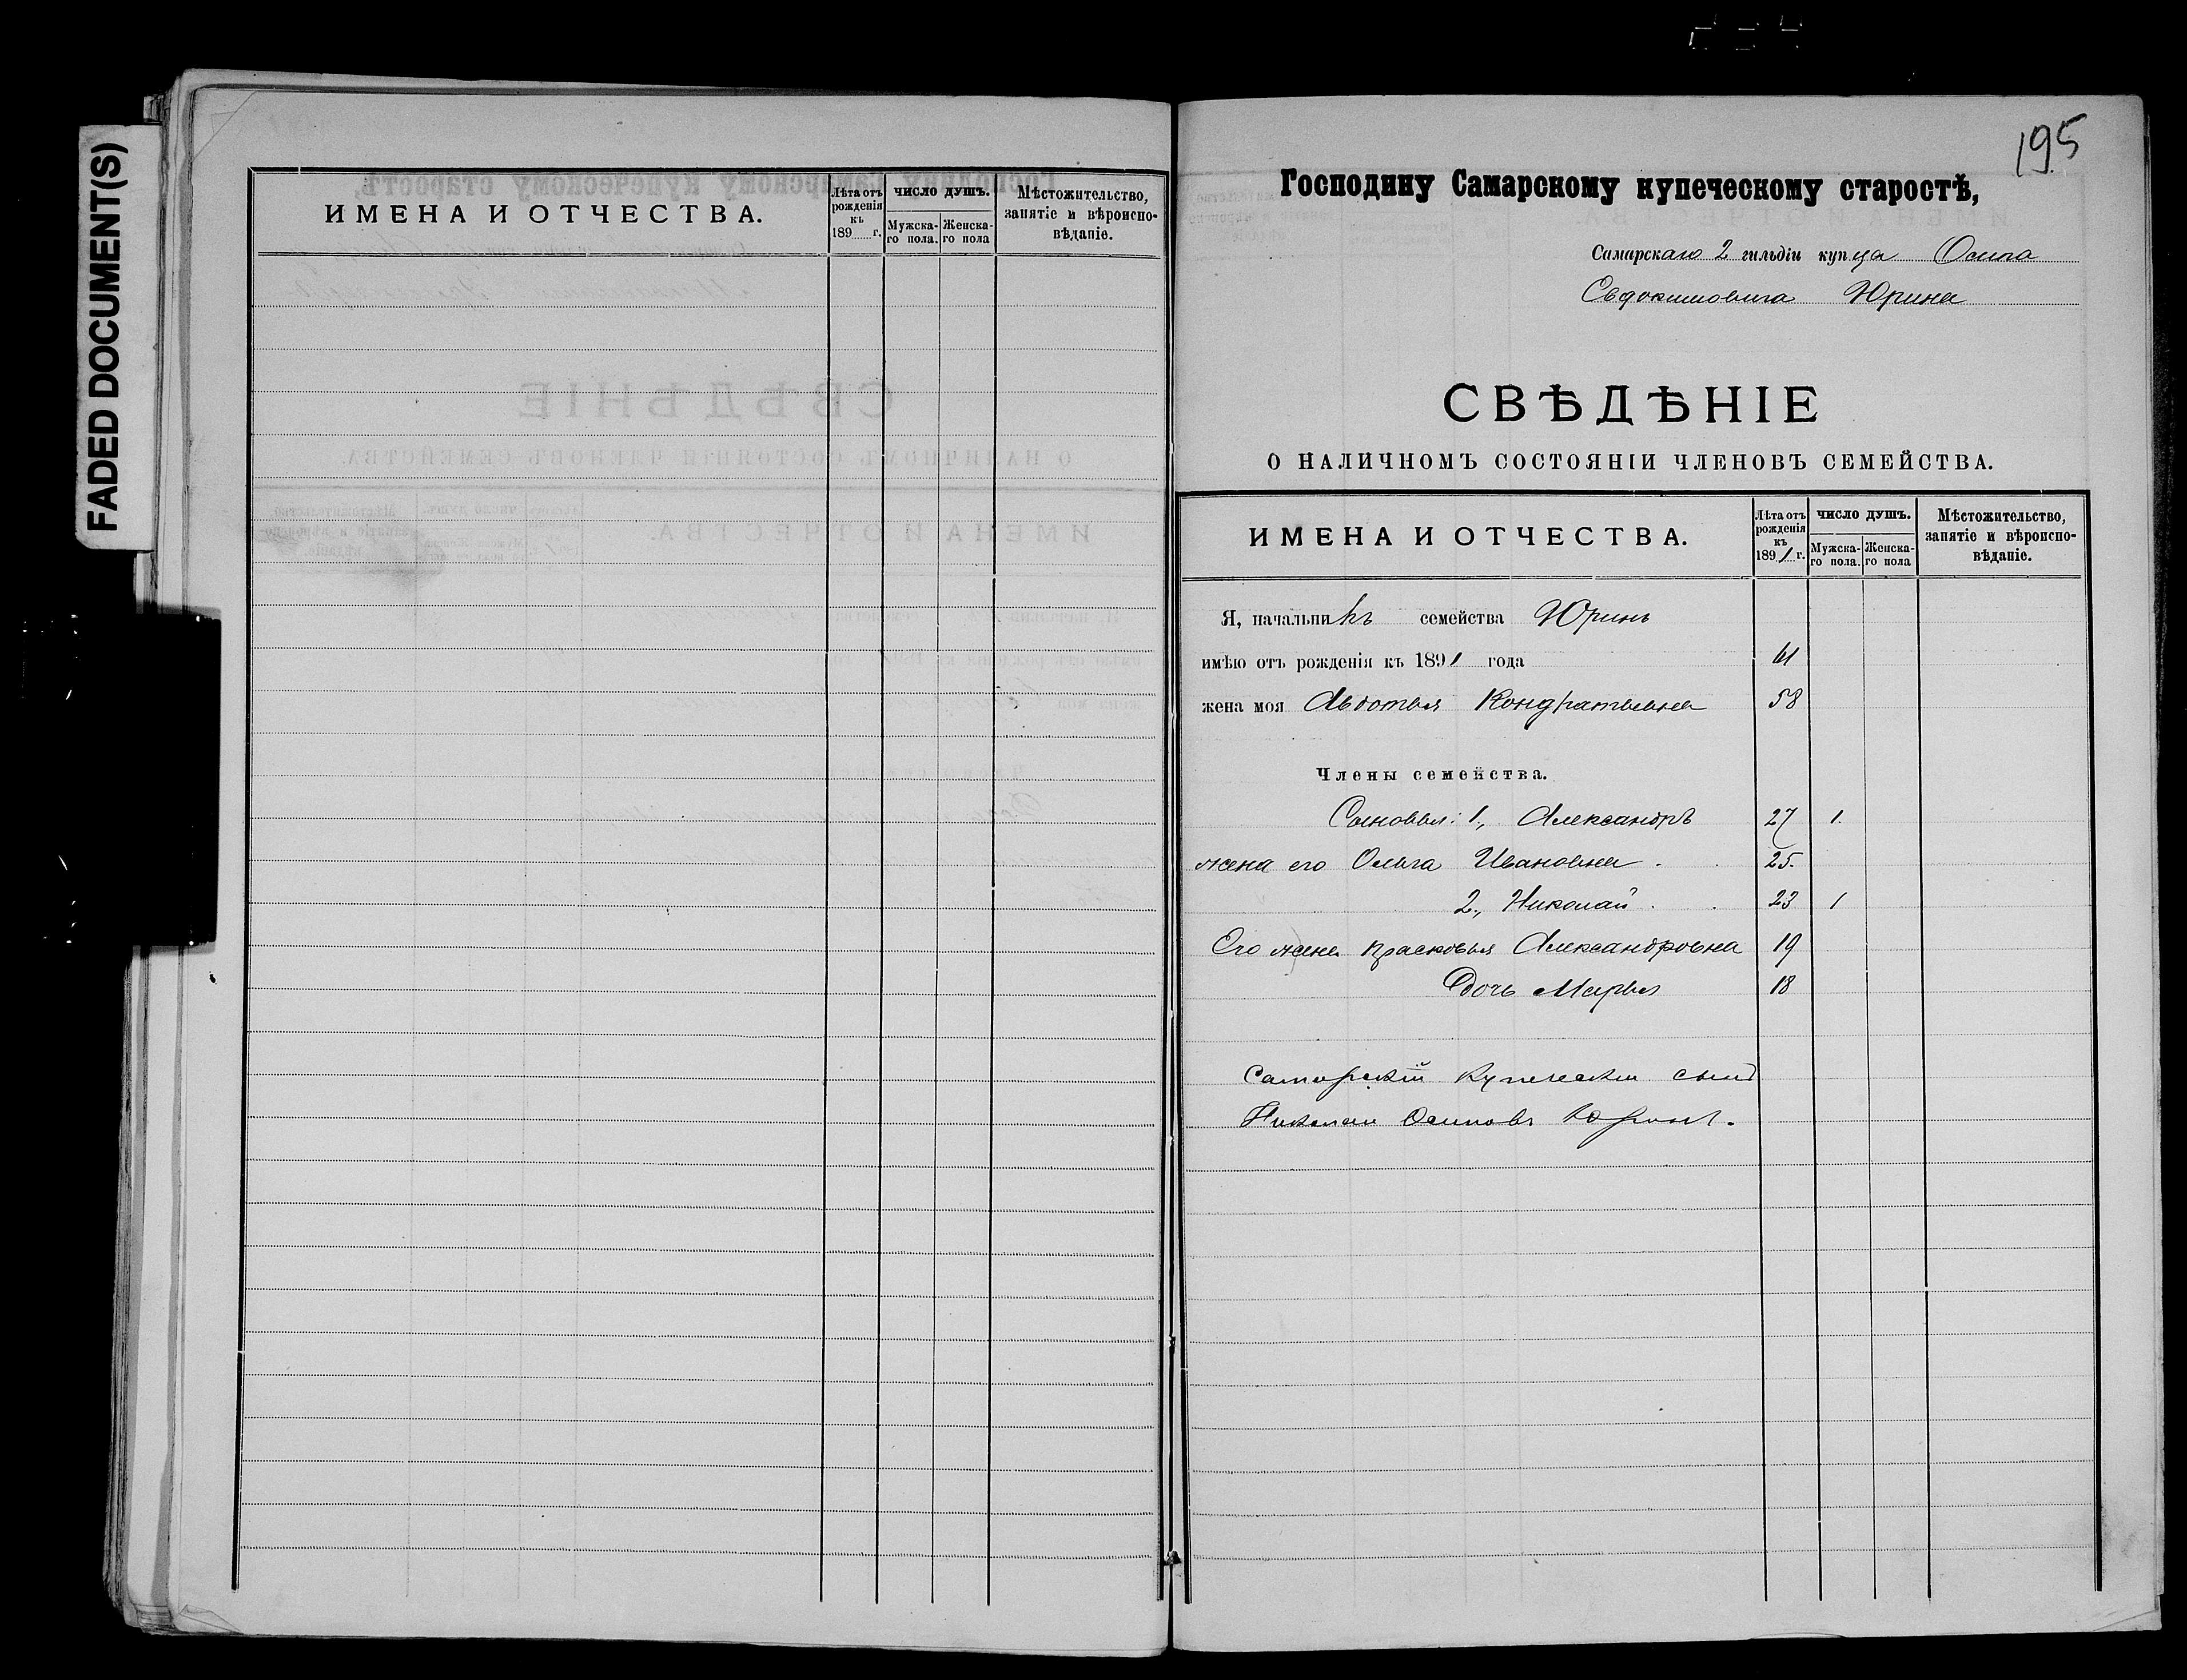 FADED DOCUMENT(S)
ИМЕНА И ОТЧЕСТВА.
Лѣта отъ рожденія къ 189 г.
ЧИСЛО ДУШЪ.
Мужска-го пола.
Женска-го пола
Мѣстожительство, занятіе и вѣроиспо-вѣданіе.
195
Господину Самарскому купеческому старостѣ,
Самарскаго 2 гильдіи купца Осипа
Евдокимовича Юрина
СВѢДѢНІЕ
О НАЛИЧНОМЪ СОСТОЯНІИ ЧЛЕНОВЪ СЕМЕЙСТВА.
ИМЕНА И ОТЧЕСТВА.
Лѣта отъ рожденія къ 1891 г.
ЧИСЛО ДУШЪ.
Мужска-го пола.
Женска-го пола
Мѣстожительство, занятіе и вѣроиспо-вѣданіе.
Я, начальникъ семейства Юринъ
имѣю отъ рожденія къ 1891 года 61
жена моя Авдотья Кондратьевна 58
Члены семейства.
Сыновья: 1, Александръ 27 1.
жена его Ольга Ивановна . 25.
2, Николай . 23 1
Его жена Прасковья Александровна 19
Дочь Марья 18
Самарскій купечески сынъ
Николаи Осиповъ Юринъ.